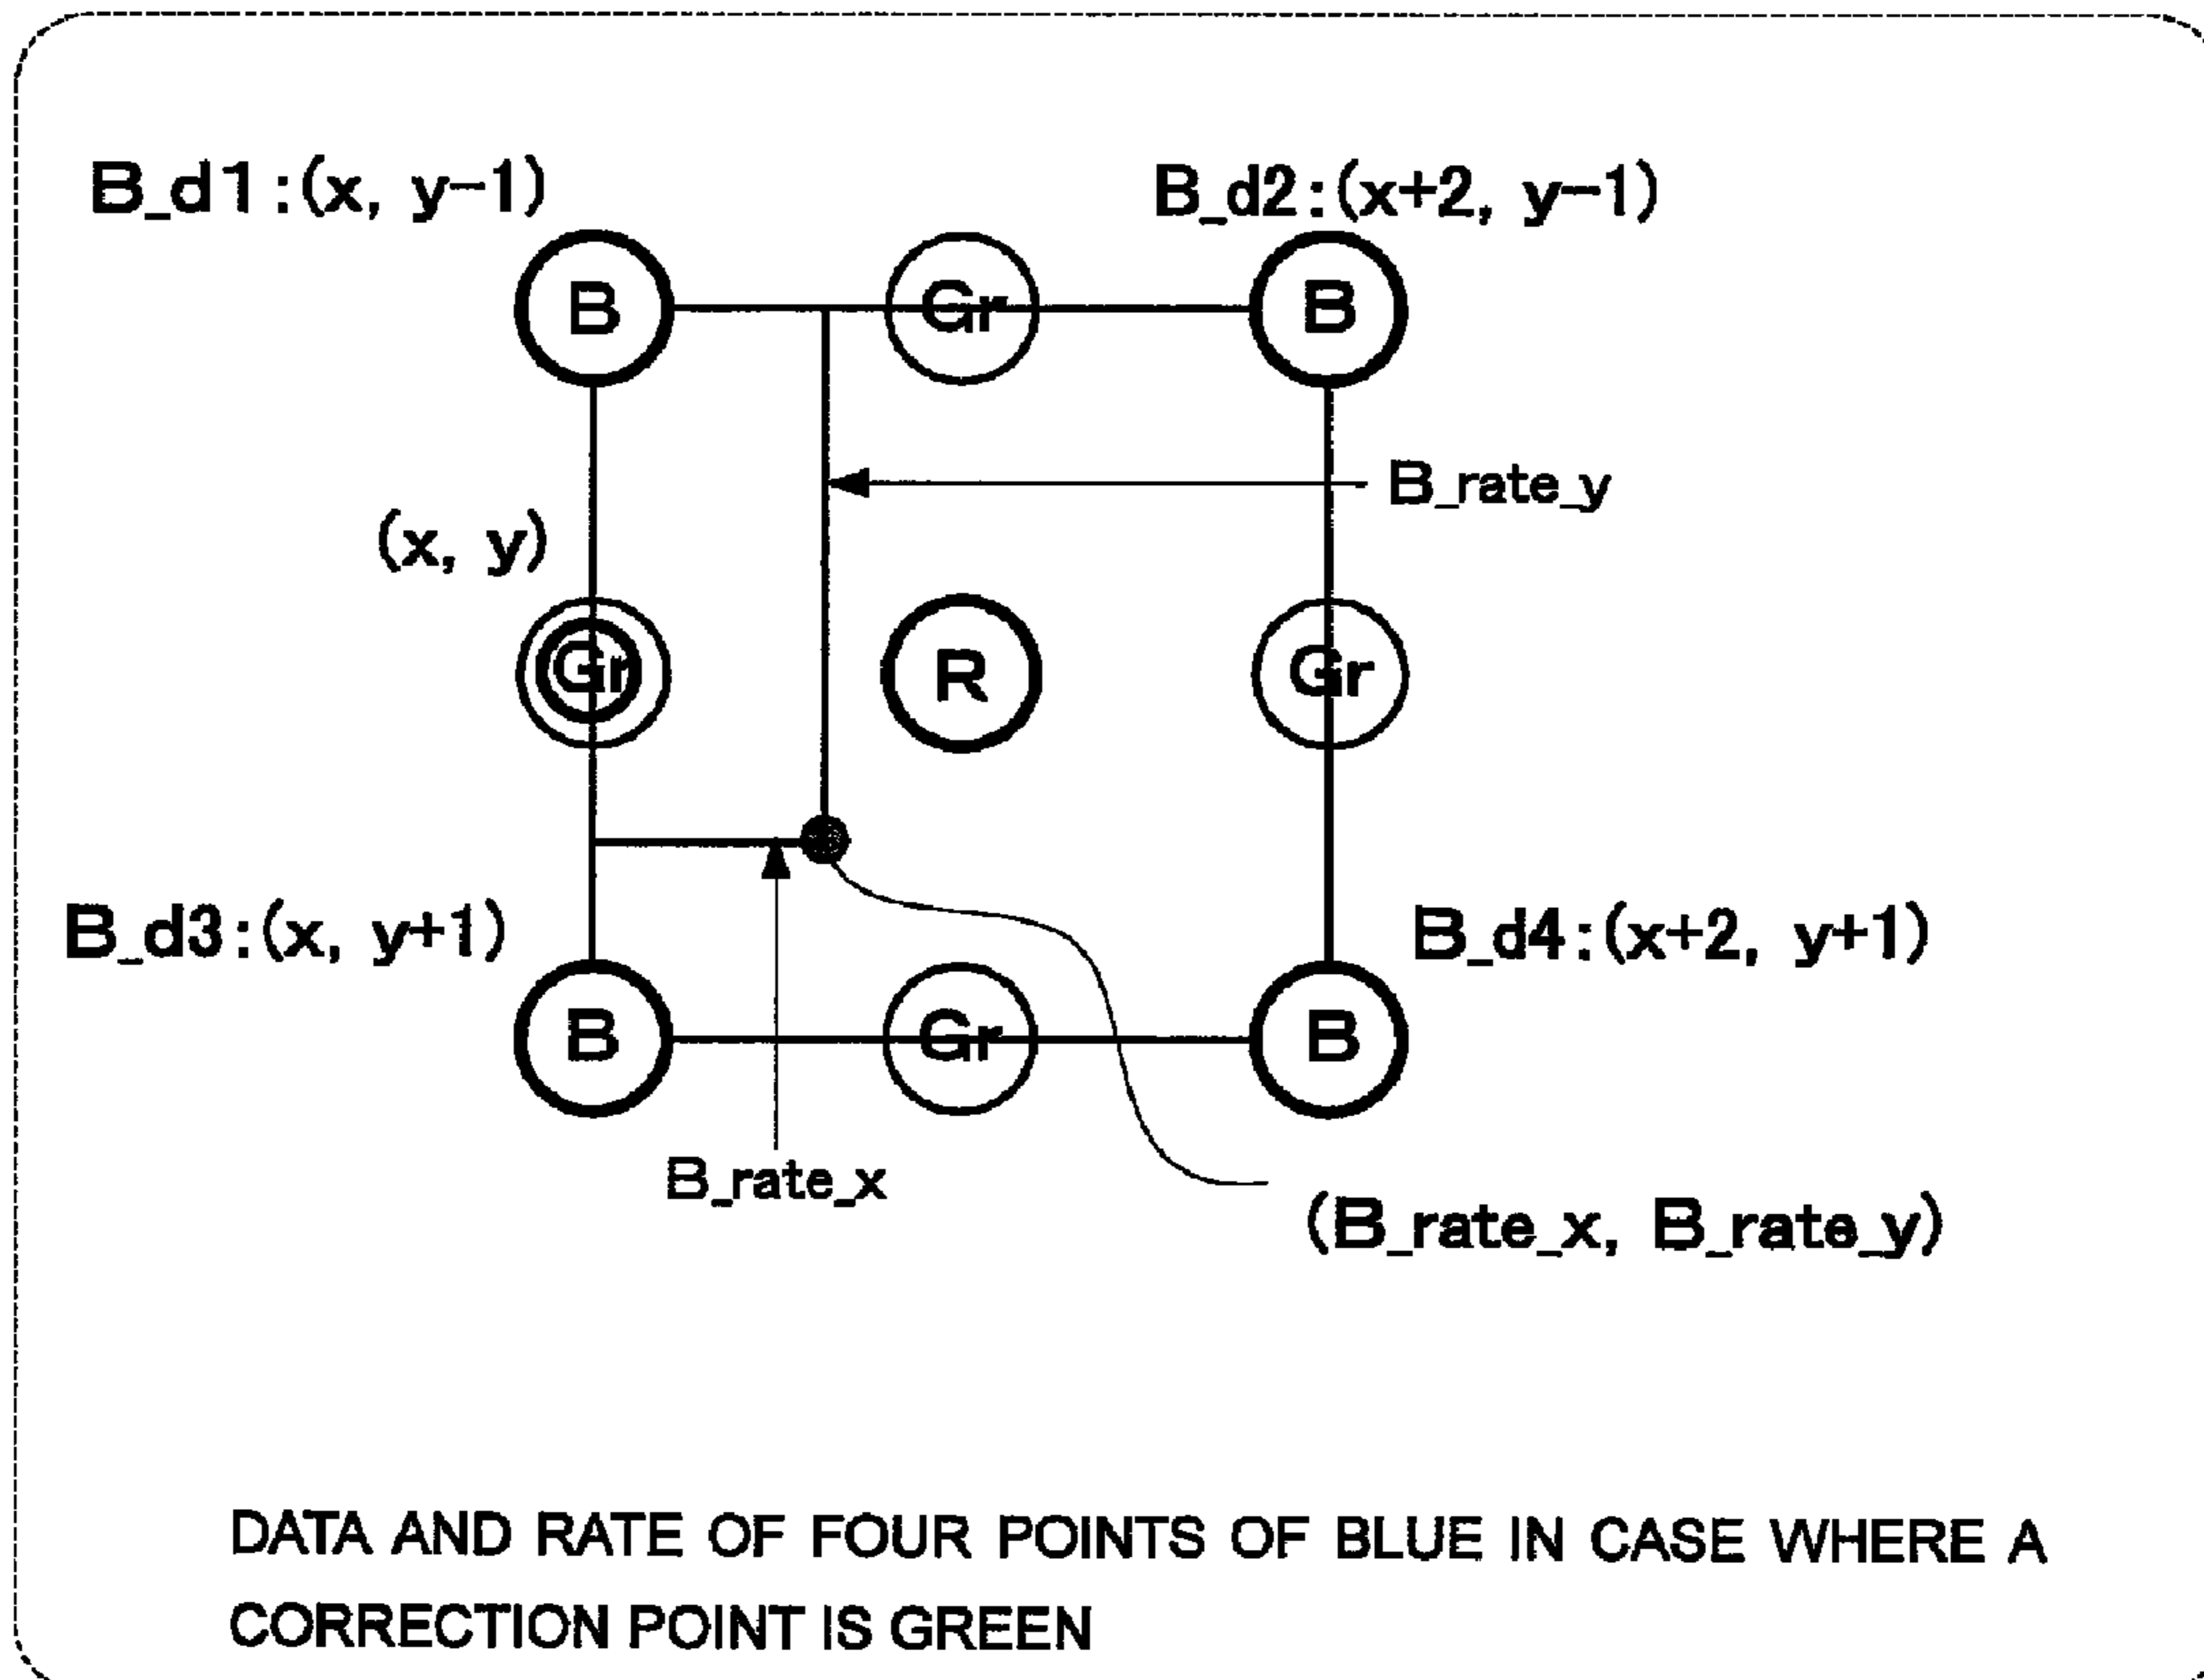 B_d1:(x, y-1)
B_d2:(x+2, y-1)
B
Gr
B
B_rate_y
(x, y)
Gr
R
Gr
B_d3:(x, y+1)
B_d4:(x+2, y+1)
B
Gr
B
B_rate_x
(B_rate_x, B_rate_y)
DATA AND RATE OF FOUR POINTS OF BLUE IN CASE WHERE A
CORRECTION POINT IS GREEN